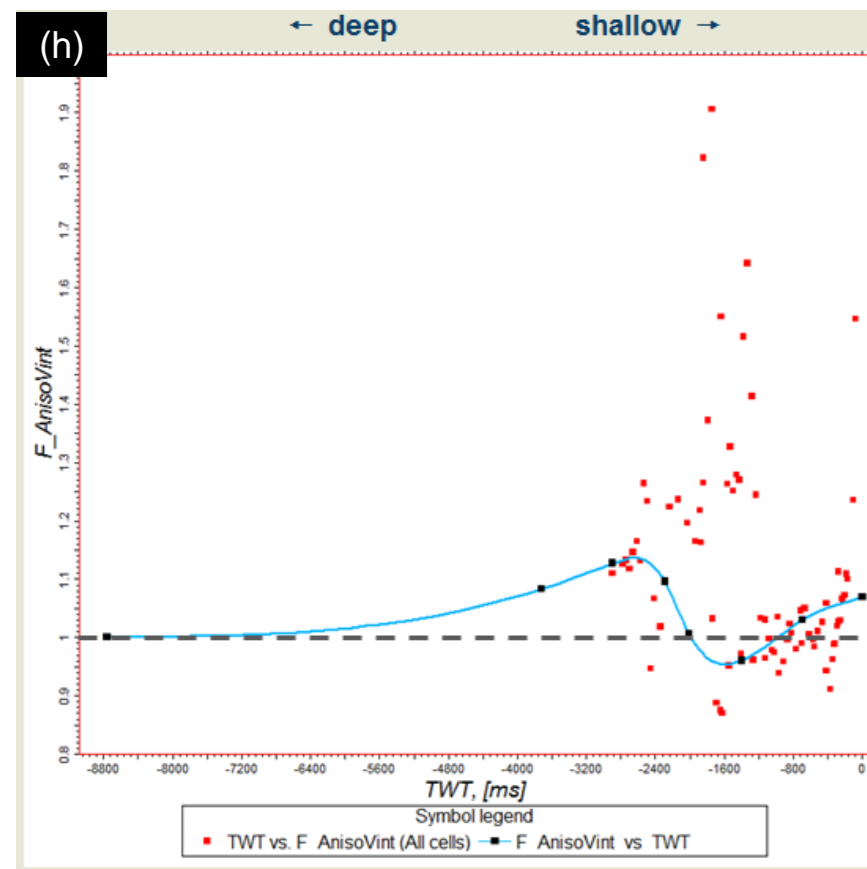 (h)
← deep shallow →
1.9
1.8
1.7
1.6
1.5
1.4
1.3
1.2
1.1
1
0.9
0.8
F_AnisoVint
-8800 -8000 -7200 -6400 -5600 -4800 -4000 -3200 -2400 -1600 -800 0
TWT, [ms]
Symbol legend
TWT vs. F AnisoVint (All cells) F AnisoVint vs TWT